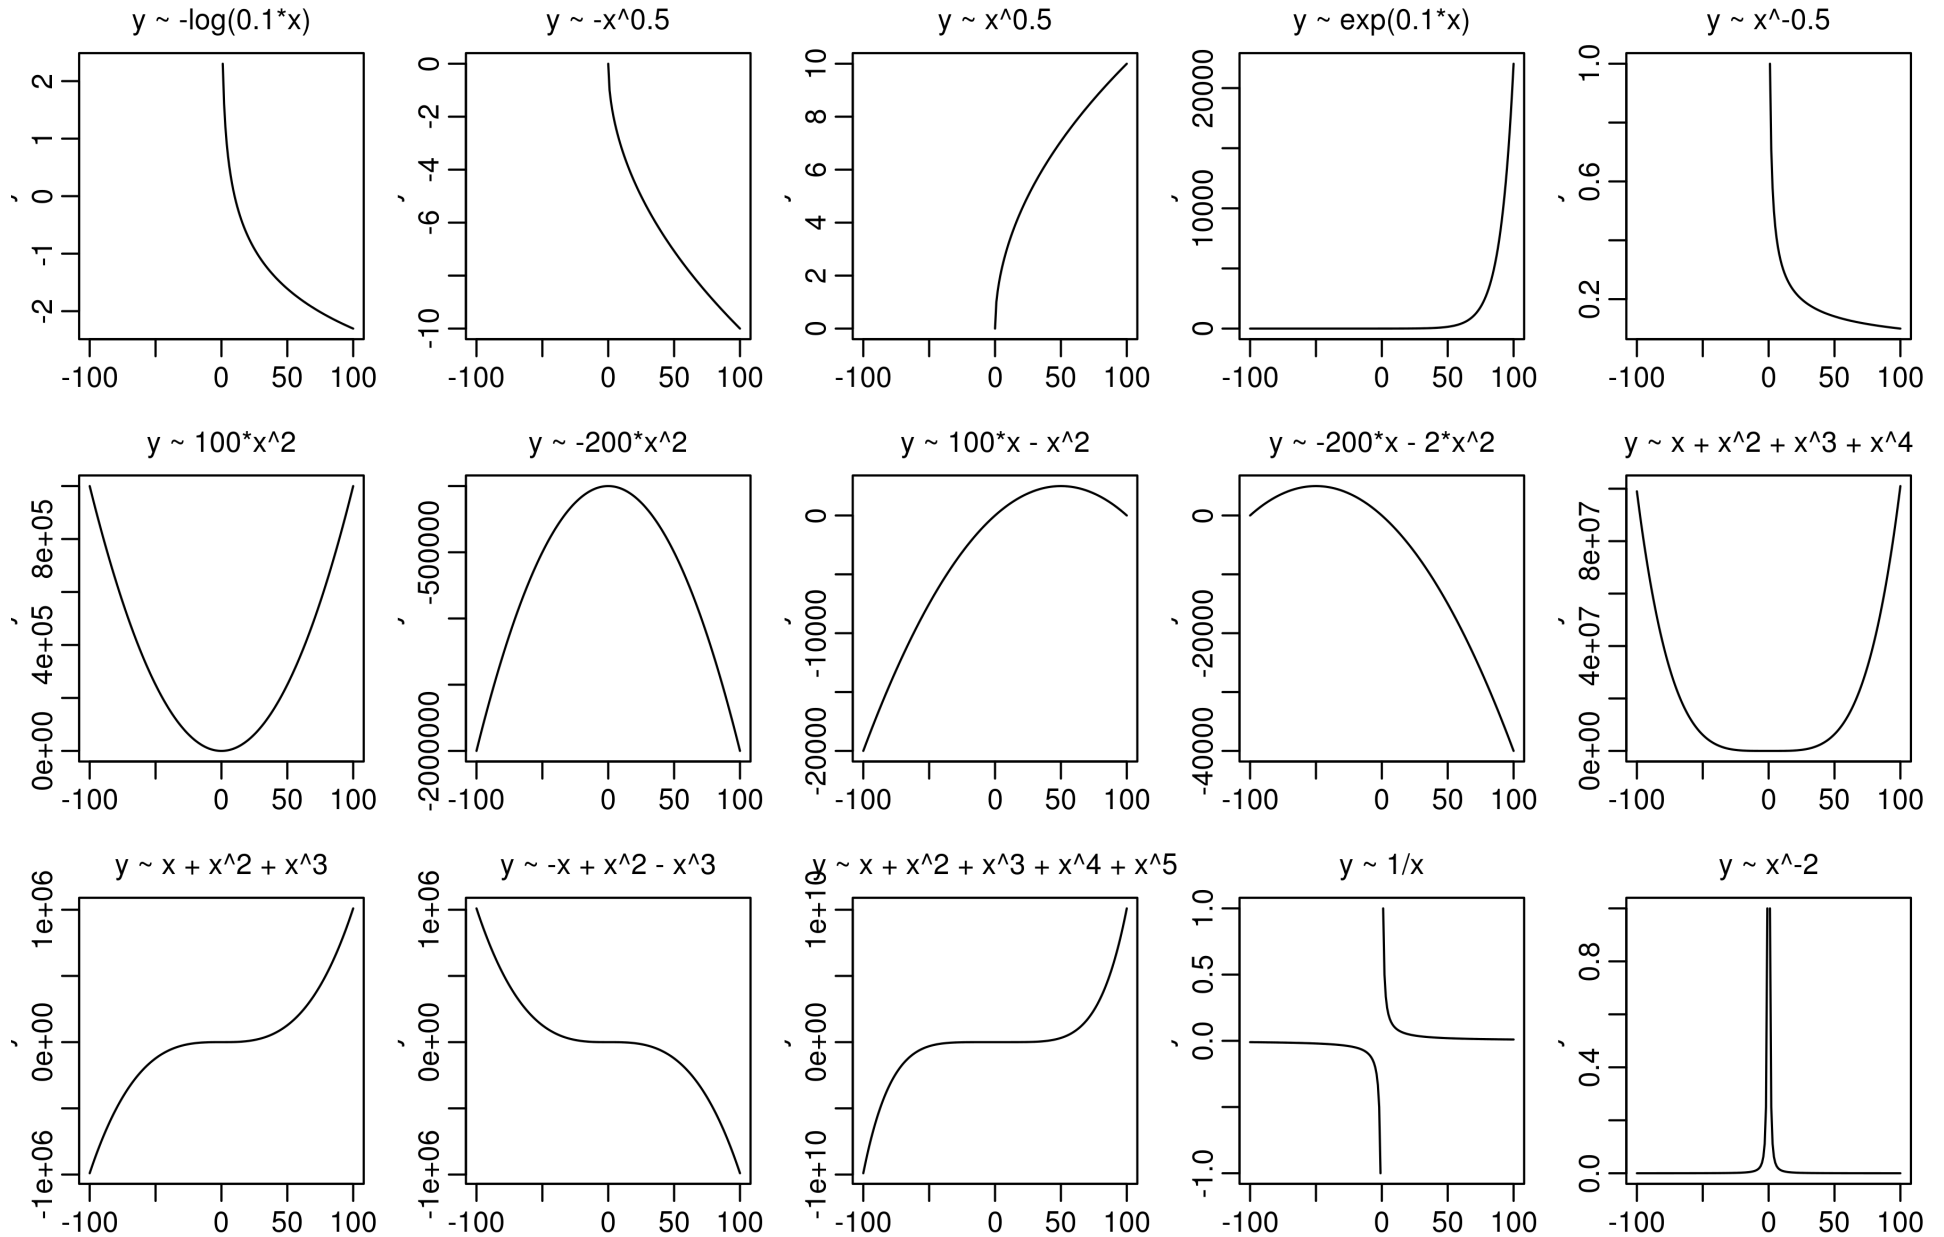 y ~ -log(0.1*x)
2
1
0
-1
-2
-100 0 50 100
y ~ -x^0.5
0
-2
-4
-6
-10
-100 0 50 100
y ~ x^0.5
10
8
6
4
2
0
-100 0 50 100
y ~ exp(0.1*x)
20000
10000
0
-100 0 50 100
y ~ x^-0.5
1.0
0.6
0.2
-100 0 50 100
y ~ 100*x^2
8e+05
4e+05
0e+00
-100 0 50 100
y ~ -200*x^2
-500000
-2000000
-100 0 50 100
y ~ 100*x - x^2
0
-10000
-20000
-100 0 50 100
y ~ -200*x - 2*x^2
0
-20000
-40000
-100 0 50 100
y ~ x + x^2 + x^3 + x^4
8e+07
4e+07
0e+00
-100 0 50 100
y ~ x + x^2 + x^3
1e+06
0e+00
-1e+06
-100 0 50 100
y ~ -x + x^2 - x^3
1e+06
0e+00
-1e+06
-100 0 50 100
y ~ x + x^2 + x^3 + x^4 + x^5
1e+10
0e+00
-1e+10
-100 0 50 100
y ~ 1/x
1.0
0.5
0.0
-1.0
-100 0 50 100
y ~ x^-2
0.8
0.4
0.0
-100 0 50 100